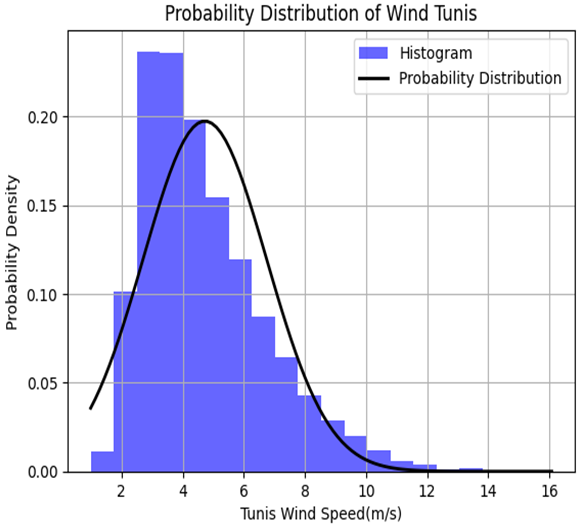 Probability Distribution of Wind Tunis
Histogram
Probability Distribution
0.20
0.15
0.10
0.05
0.00
Probability Density
2 4 6 8 10 12 14 16
Tunis Wind Speed(m/s)